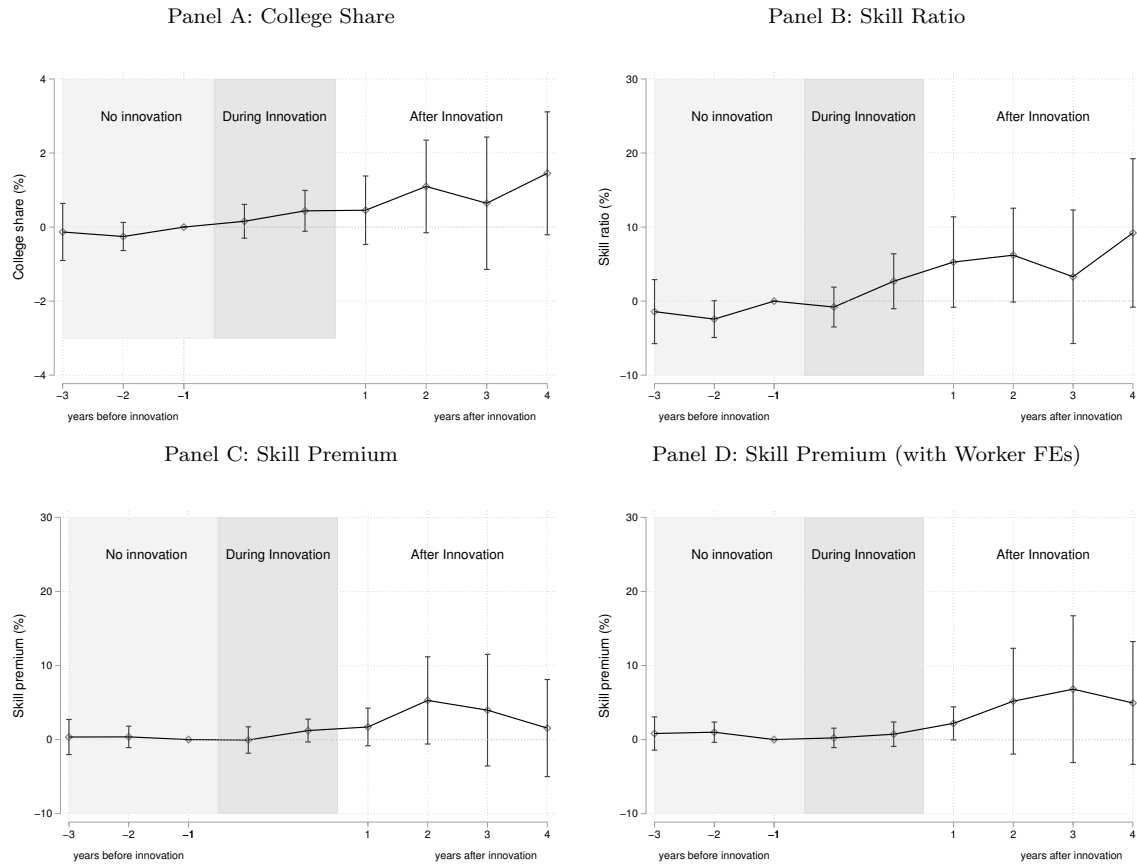 Panel A: College Share
4
2
0
−2
−4
College share (%)
No innovation
During Innovation
After Innovation
−3
−2
−1
1
2
3
4
years before innovation
years after innovation
Panel B: Skill Ratio
30
20
10
0
−10
Skill ratio (%)
No innovation
During Innovation
After Innovation
−3
−2
−1
1
2
3
4
years before innovation
years after innovation
Panel C: Skill Premium
30
20
10
0
−10
Skill premium (%)
No innovation
During Innovation
After Innovation
−3
−2
−1
1
2
3
4
years before innovation
years after innovation
Panel D: Skill Premium (with Worker FEs)
30
20
10
0
−10
Skill premium (%)
No innovation
During Innovation
After Innovation
−3
−2
−1
1
2
3
4
years before innovation
years after innovation